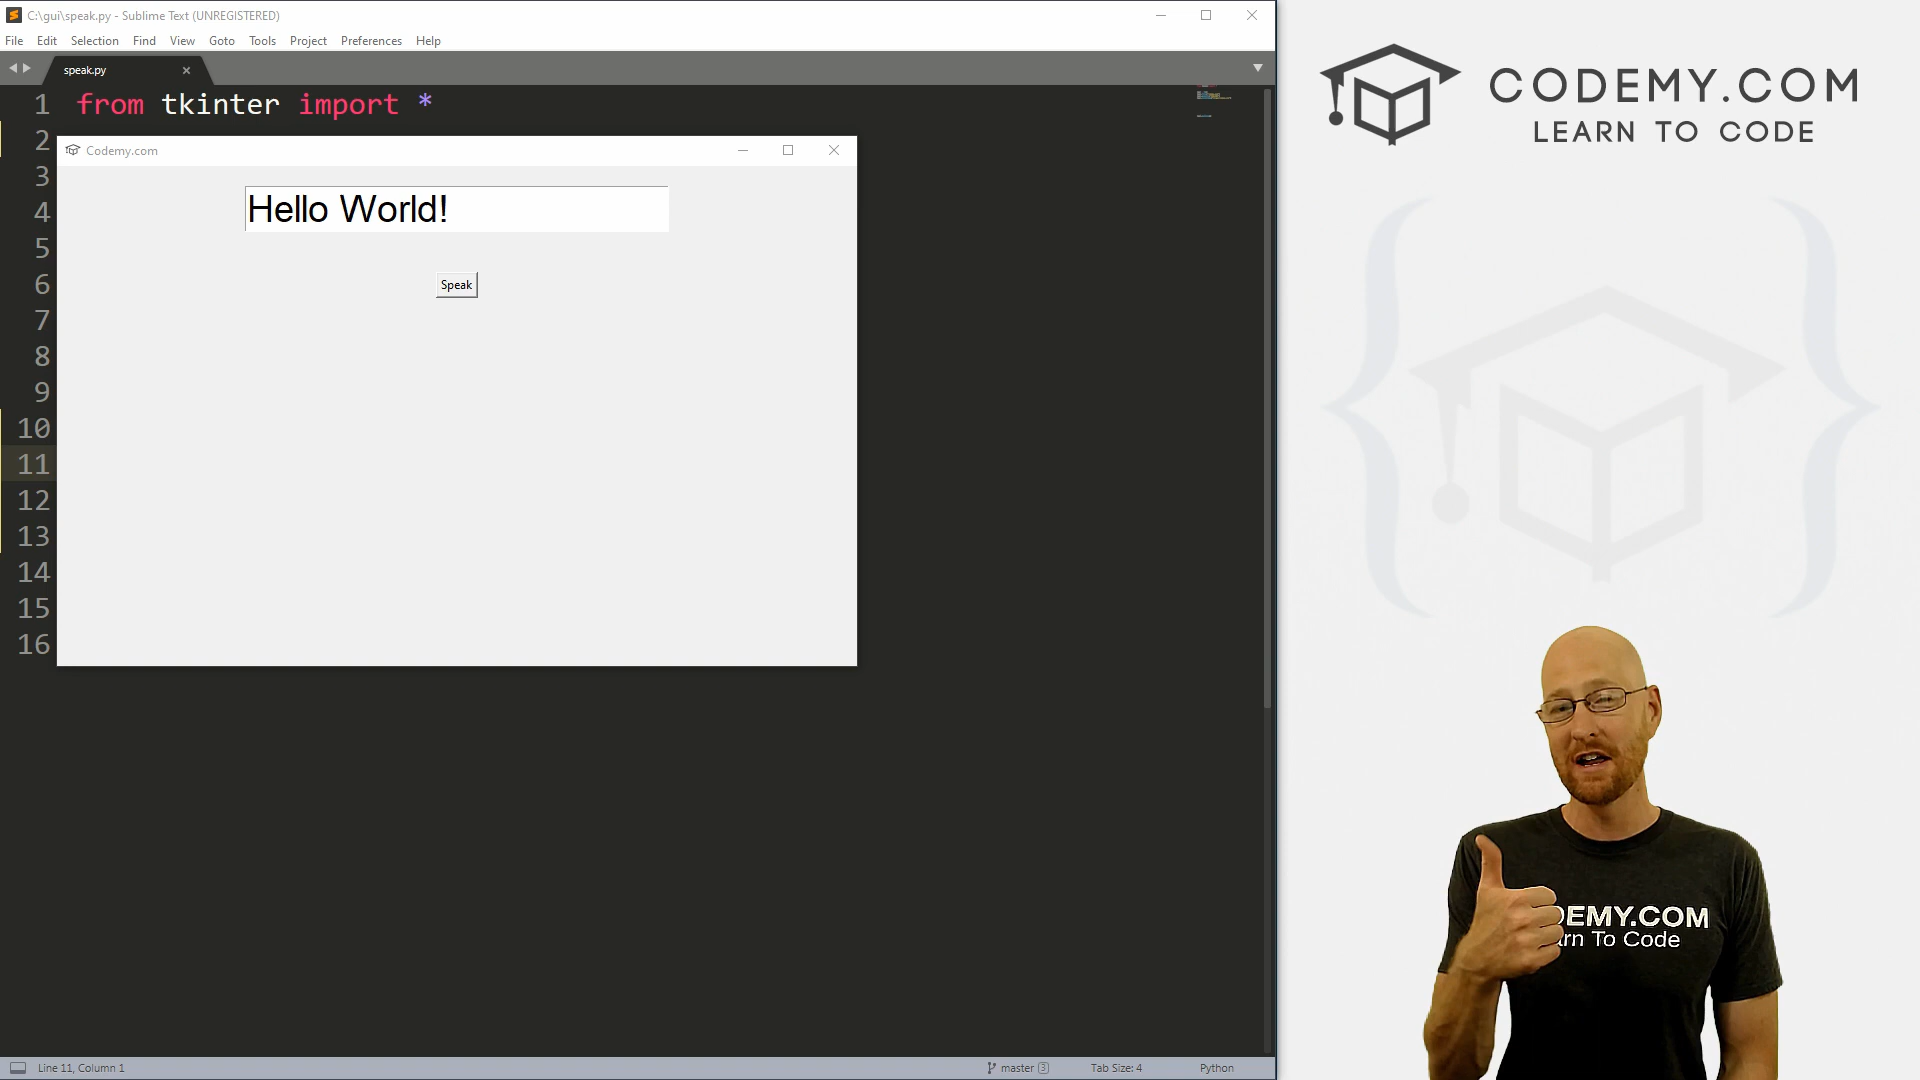 C:\gui\speak.py - Sublime Text (UNREGISTERED)
File Edit Selection Find View Goto Tools Project Preferences Help
speak.py
1 from tkinter import *
2
3
4
5
6
7
8
9
10
11
12
13
14
15
16
Codemy.com
Hello World!
Speak
Line 11, Column 1
master 3
Tab Size: 4
Python
CODEMY.COM
LEARN TO CODE
DEMY.COM
arn To Code